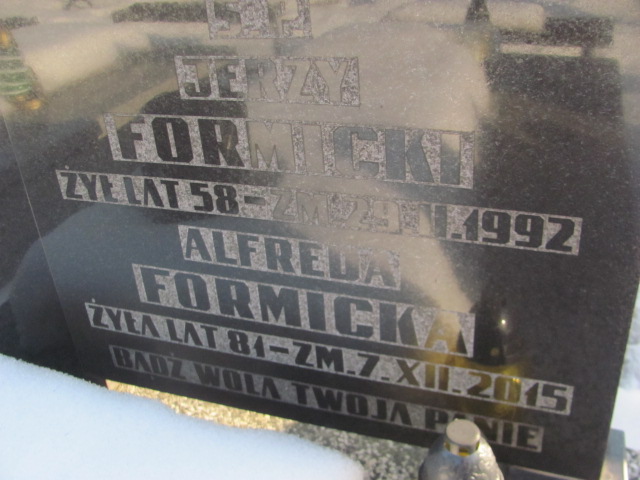 JERZY
FORMICKI
ŻYŁ LAT 58-ZM. 29 1992
ALFREDA
FORMICKA
ŻYŁA LAT 81-ZM. 7. XII. 2015
BĄDŹ WOLA TWOJA PANIE